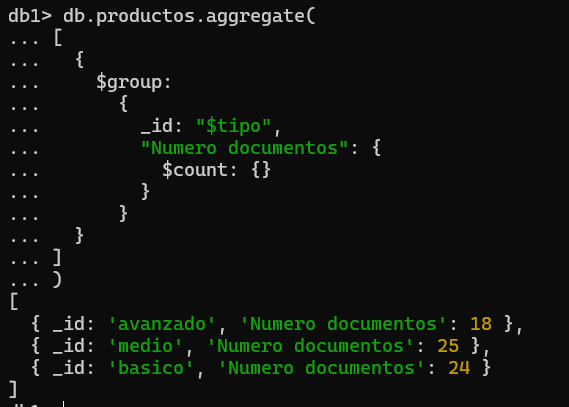 db1> db.productos.aggregate(
... [
...   {
...     $group:
...       {
...         _id: "$tipo",
...         "Numero documentos": {
...           $count: {}
...         }
...       }
...   }
... ]
... )
[
  { _id: 'avanzado', 'Numero documentos': 18 },
  { _id: 'medio', 'Numero documentos': 25 },
  { _id: 'basico', 'Numero documentos': 24 }
]
db1>